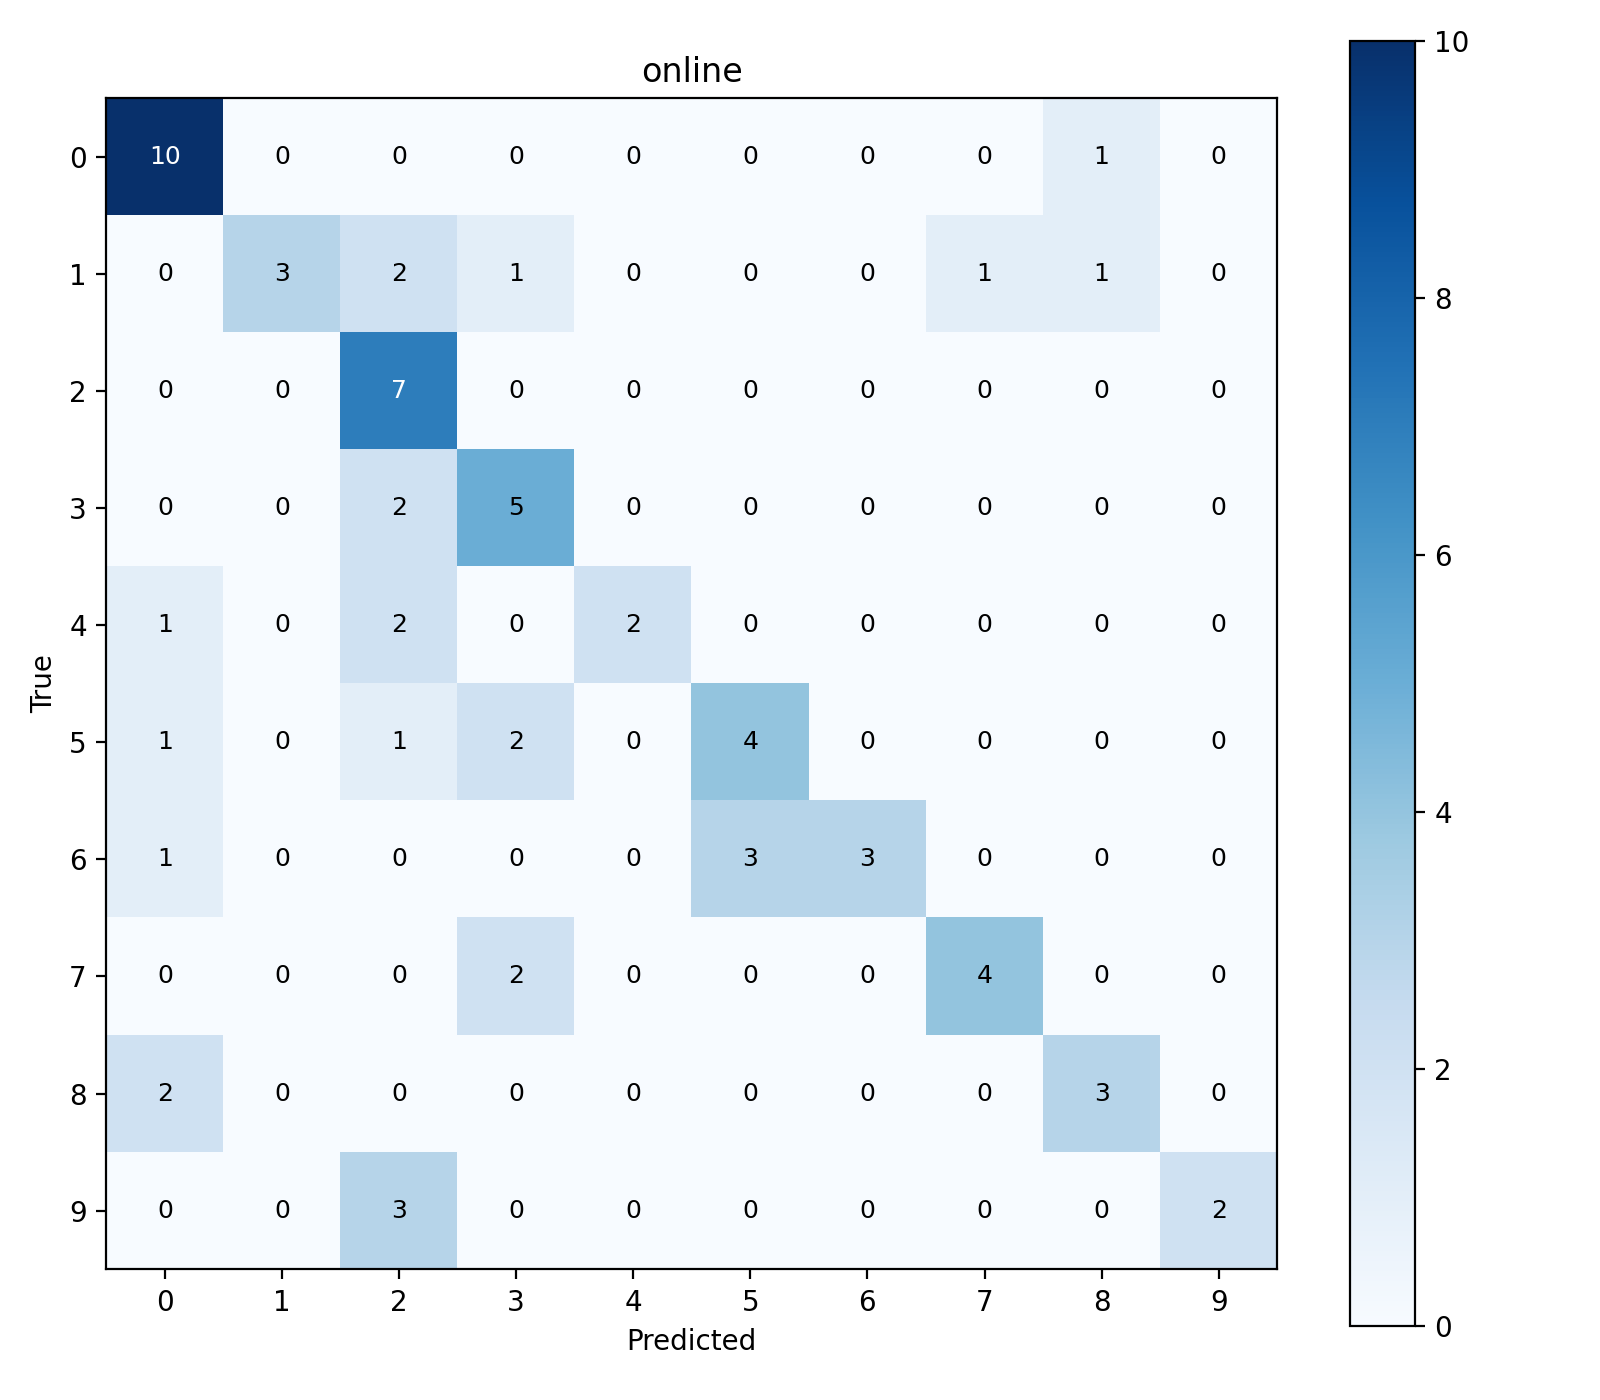 online
10
0 10 0 0 0 0 0 0 0 1 0
1 0 3 2 1 0 0 0 1 1 0
8
2 0 0 7 0 0 0 0 0 0 0
3 0 0 2 5 0 0 0 0 0 0
6
4 1 0 2 0 2 0 0 0 0 0
True
5 1 0 1 2 0 4 0 0 0 0
4
6 1 0 0 0 0 3 3 0 0 0
7 0 0 0 2 0 0 0 4 0 0
2
8 2 0 0 0 0 0 0 0 3 0
9 0 0 3 0 0 0 0 0 0 2
0 1 2 3 4 5 6 7 8 9
0
Predicted